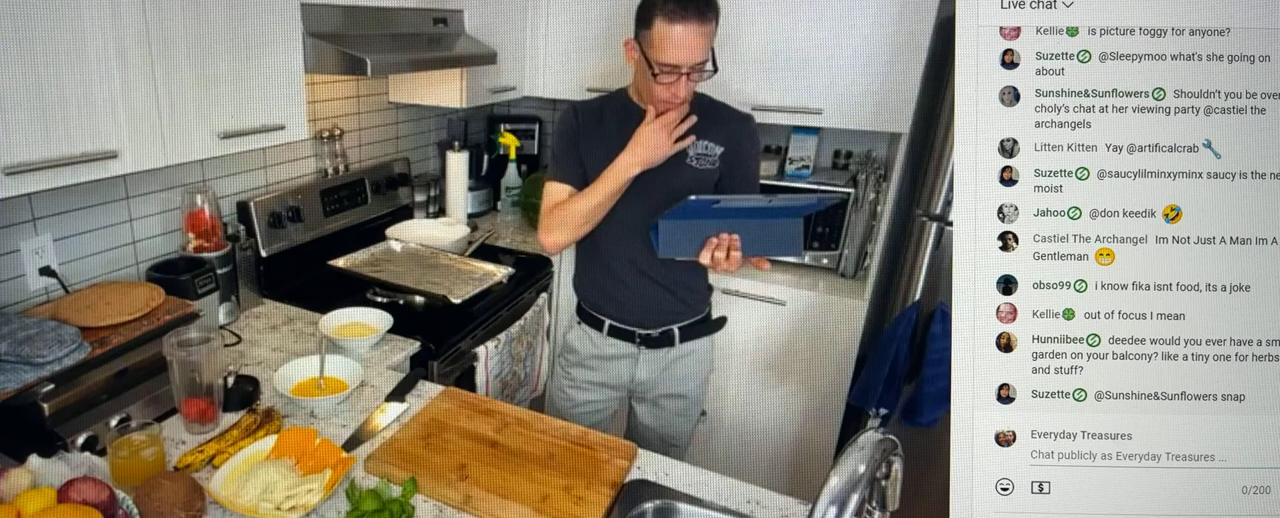 Live chat
Kellie is picture foggy for anyone?
Suzette @Sleepymoo what's she going on
about
Sunshine&Sunflowers Shouldn't you be over
choly's chat at her viewing party @castiel the
archangels
Litten Kitten Yay @artificalcrab
Suzette @saucylilminxyminx saucy is the ne
moist
Jahoo @don keedik
Castiel The Archangel Im Not Just A Man Im A
Gentleman
obso99 i know fika isnt food, its a joke
Kellie out of focus I mean
Hunniibee deedee would you ever have a sm
garden on your balcony? like a tiny one for herbs
and stuff?
Suzette @Sunshine&Sunflowers snap
Everyday Treasures
Chat publicly as Everyday Treasures ...
$
0/200